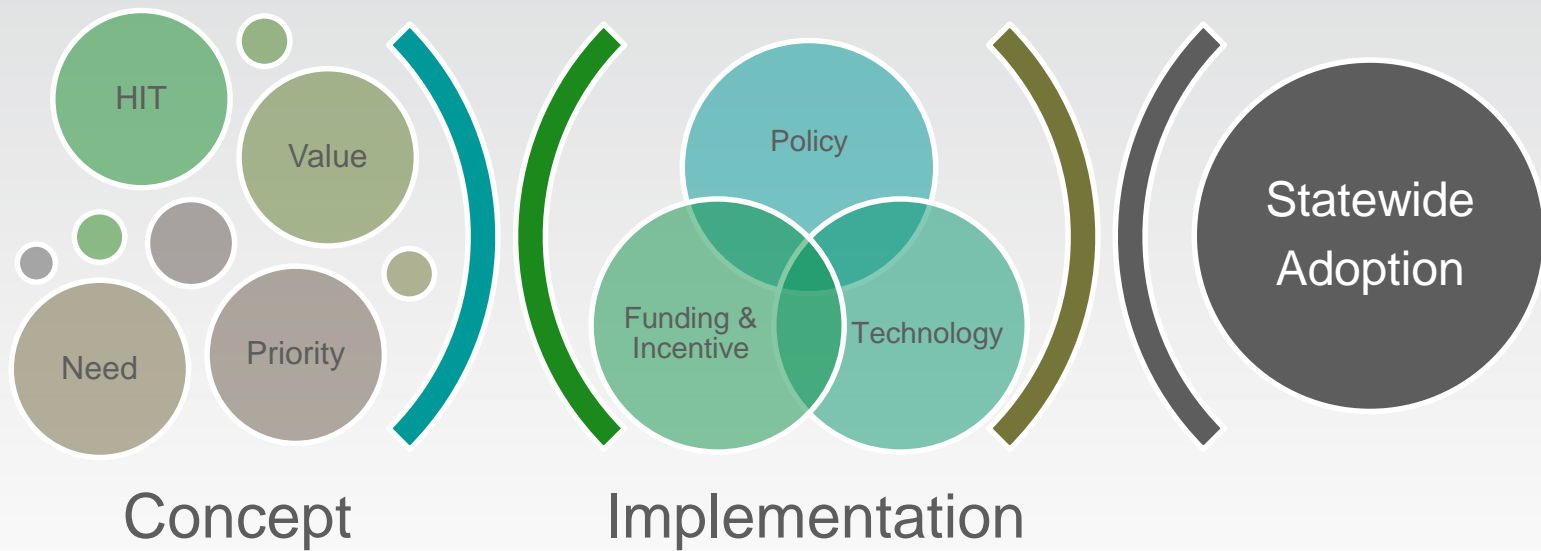 HIT
Value
Need
Priority
Concept
Policy
Funding &
Incentive
Technology
Implementation
Statewide
Adoption